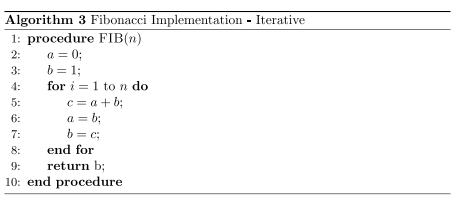 Algorithm 3 Fibonacci Implementation - Iterative
1: procedure FIB(n)
2: a = 0;
3: b = 1;
4: for i = 1 to n do
5: c = a + b;
6: a = b;
7: b = c;
8: end for
9: return b;
10: end procedure